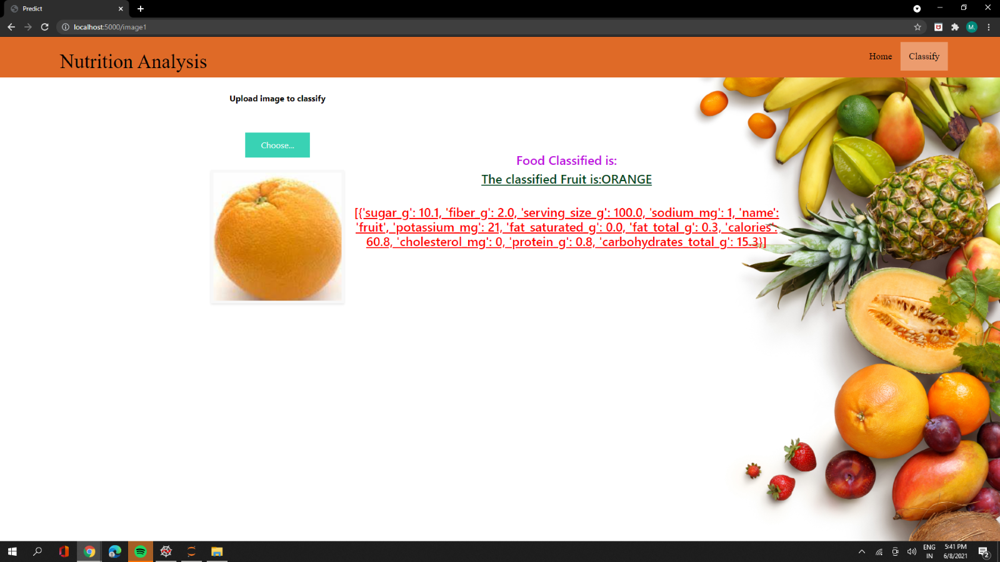 Predict
localhost:5000/image1
M.
Nutrition Analysis
Home
Classify
Upload image to classify
Choose...
Food Classified is:
The classified Fruit is:ORANGE
[{'sugar_g': 10.1, 'fiber_g': 2.0, 'serving_size_g': 100.0, 'sodium_mg': 1, 'name':
'fruit', 'potassium_mg': 21, 'fat_saturated_g': 0.0, 'fat_total_g': 0.3, 'calories':
60.8, 'cholesterol_mg': 0, 'protein_g': 0.8, 'carbohydrates_total_g': 15.3}]
ENG
IN
5:41 PM
6/8/2021
2